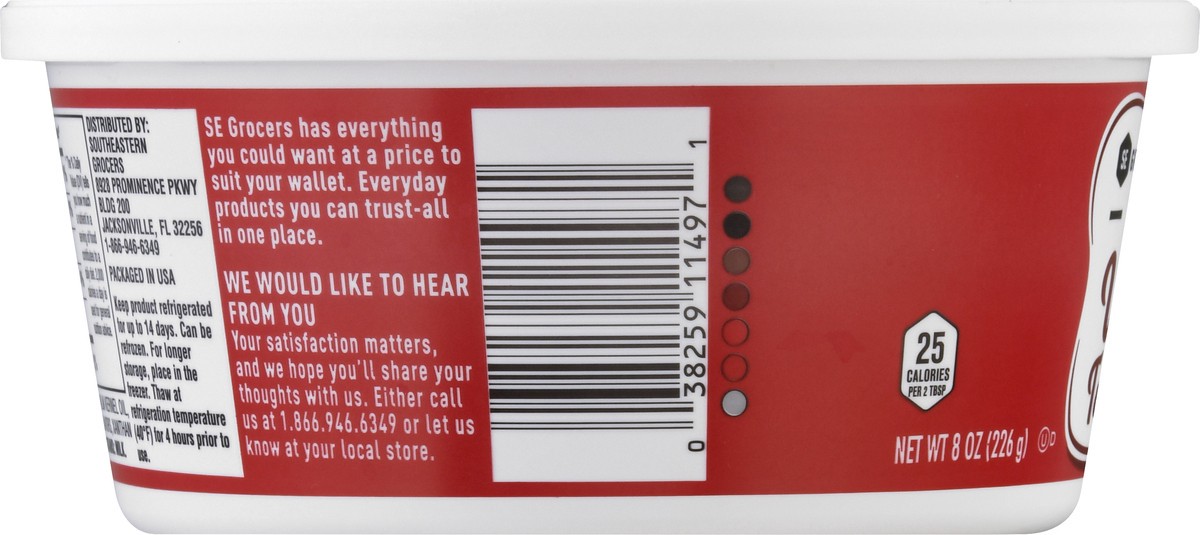 DISTRIBUTED BY:
SOUTHEASTERN
GROCERS
8928 PROMINENCE PKWY
BLDG 200
JACKSONVILLE, FL 32256
1-866-946-6349
PACKAGED IN USA
Keep product refrigerated
for up to 14 days. Can be
refrozen. For longer
storage, place in the
freezer. Thaw at
refrigeration temperature
(40°F) for 4 hours prior to
use.
KERNEL OIL,
XANTHAN
MILK.
SE Grocers has everything
you could want at a price to
suit your wallet. Everyday
products you can trust-all
in one place.
WE WOULD LIKE TO HEAR
FROM YOU
Your satisfaction matters,
and we hope you'll share your
thoughts with us. Either call
us at 1.866.946.6349 or let us
know at your local store.
0 38259 11497 1
25
CALORIES
PER 2 TBSP
NET WT 8 OZ (226 g)
U D
SE